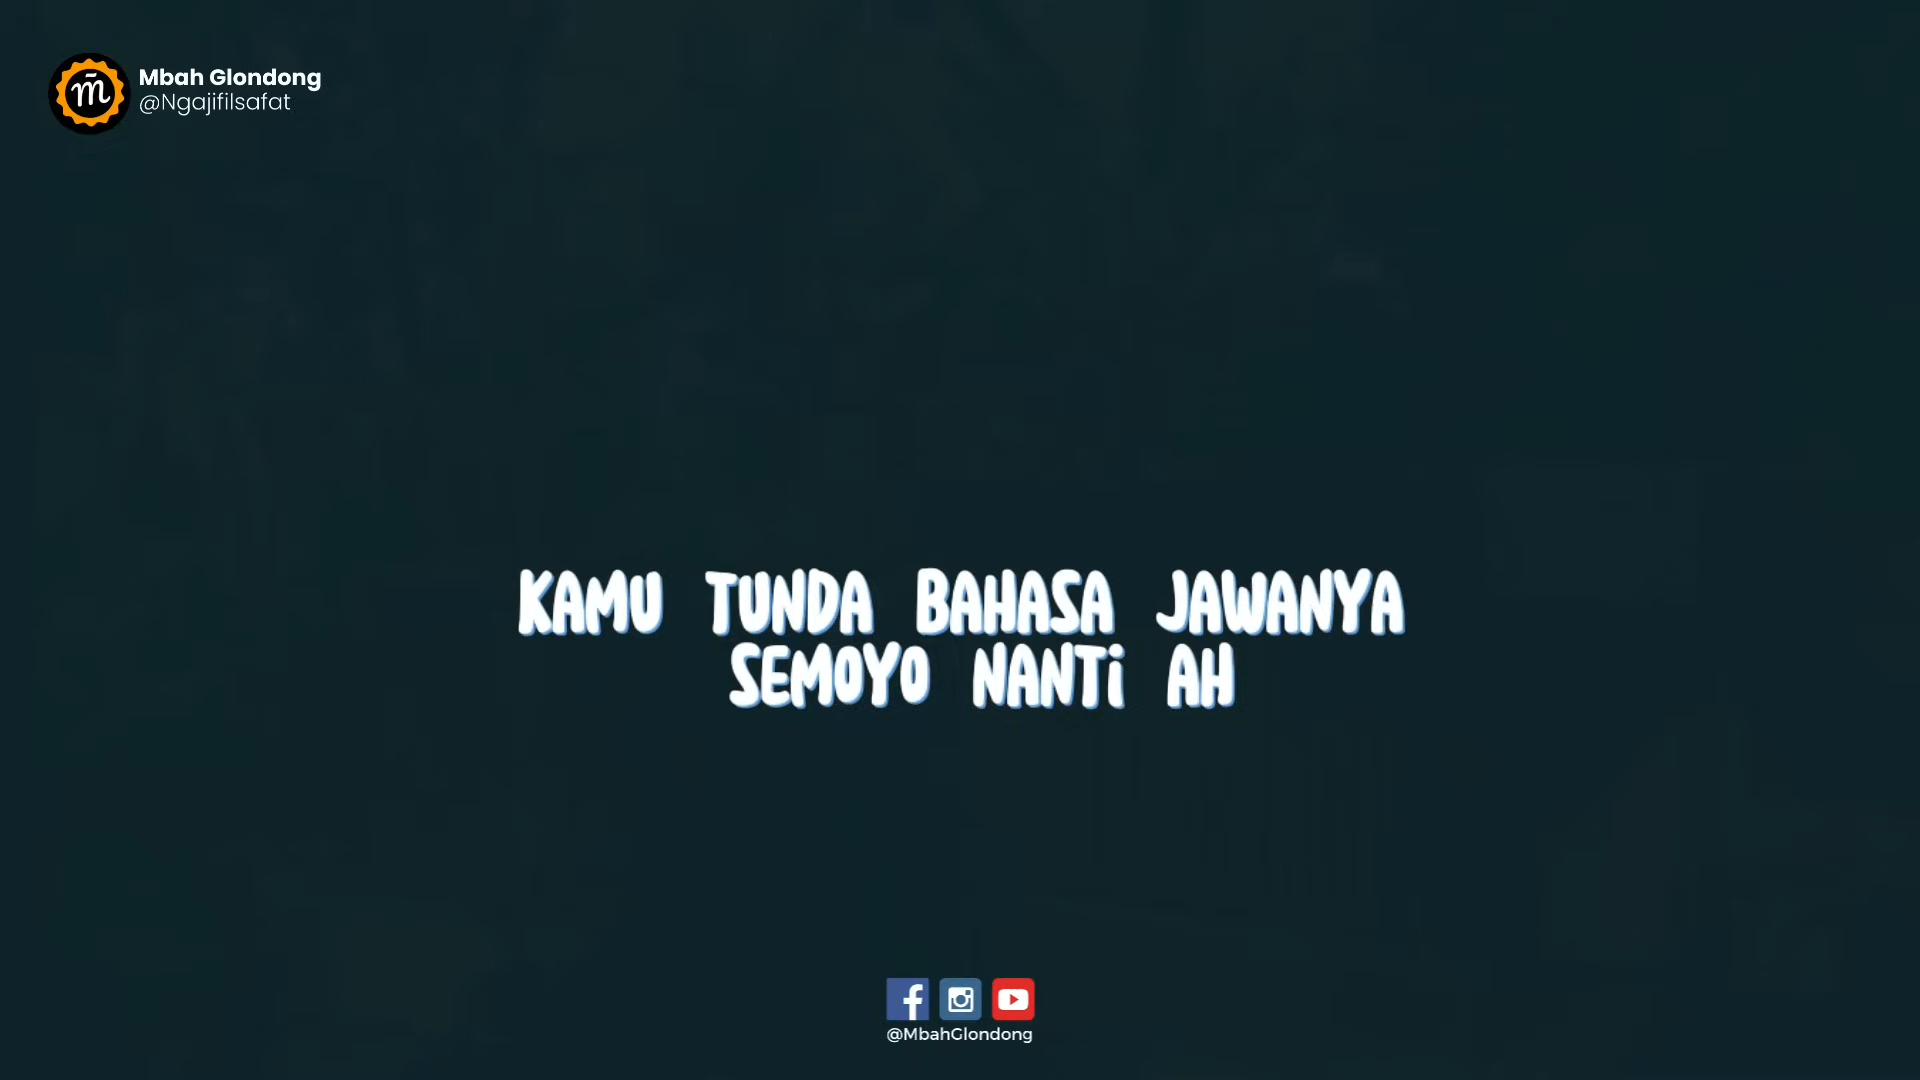 Mbah Glondong
@Ngajifilsafat
KAMU TUNDA BAHASA JAWANYA
SEMOYO NANTi AH
@MbahGlondong